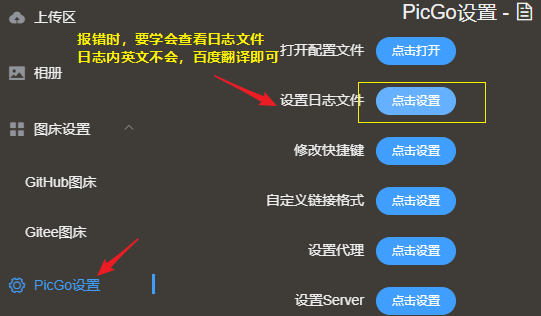 上传区
相册
图床设置
GitHub图床
Gitee图床
PicGo设置
报错时，要学会查看日志文件
日志内英文不会，百度翻译即可
PicGo设置 -
打开配置文件 点击打开
设置日志文件 点击设置
修改快捷键 点击设置
自定义链接格式 点击设置
设置代理 点击设置
设置Server 点击设置